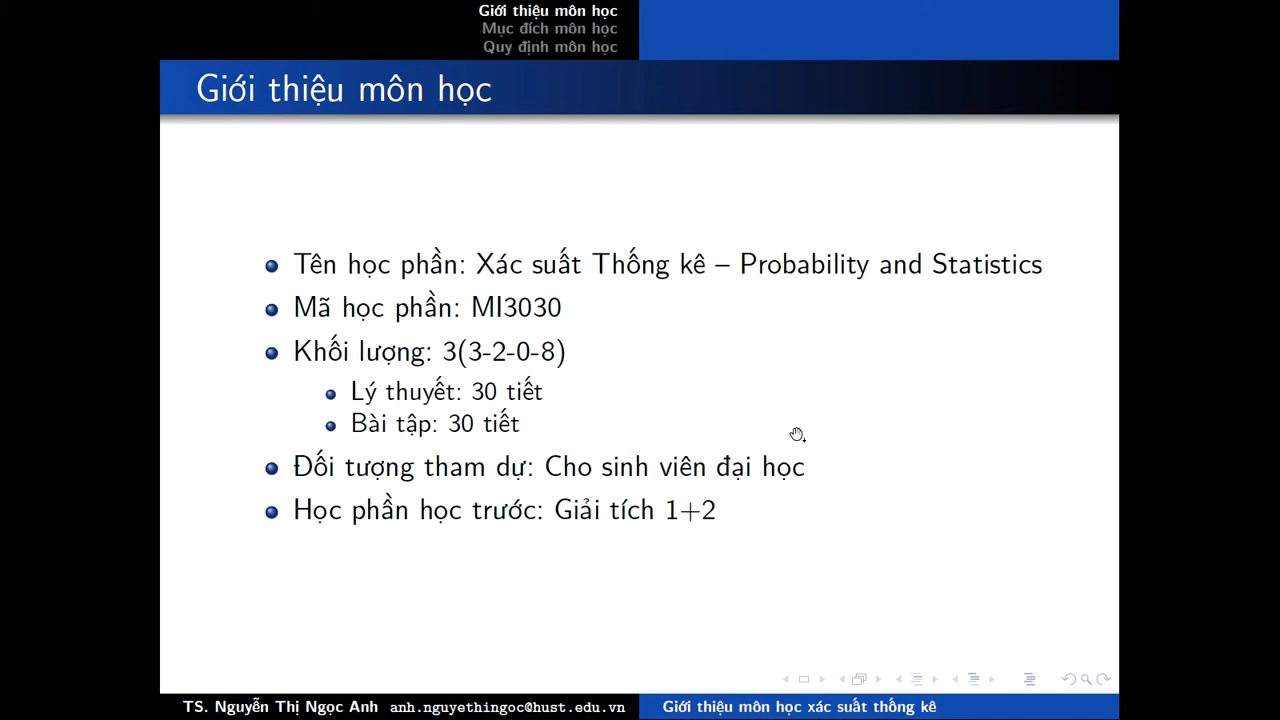 Giới thiệu môn học
Mục đích môn học
Quy định môn học
Giới thiệu môn học
Tên học phần: Xác suất Thống kê – Probability and Statistics
Mã học phần: MI3030
Khối lượng: 3(3-2-0-8)
Lý thuyết: 30 tiết
Bài tập: 30 tiết
Đối tượng tham dự: Cho sinh viên đại học
Học phần học trước: Giải tích 1+2
TS. Nguyễn Thị Ngọc Anh anh.nguyethingoc@hust.edu.vn
Giới thiệu môn học xác suất thống kê